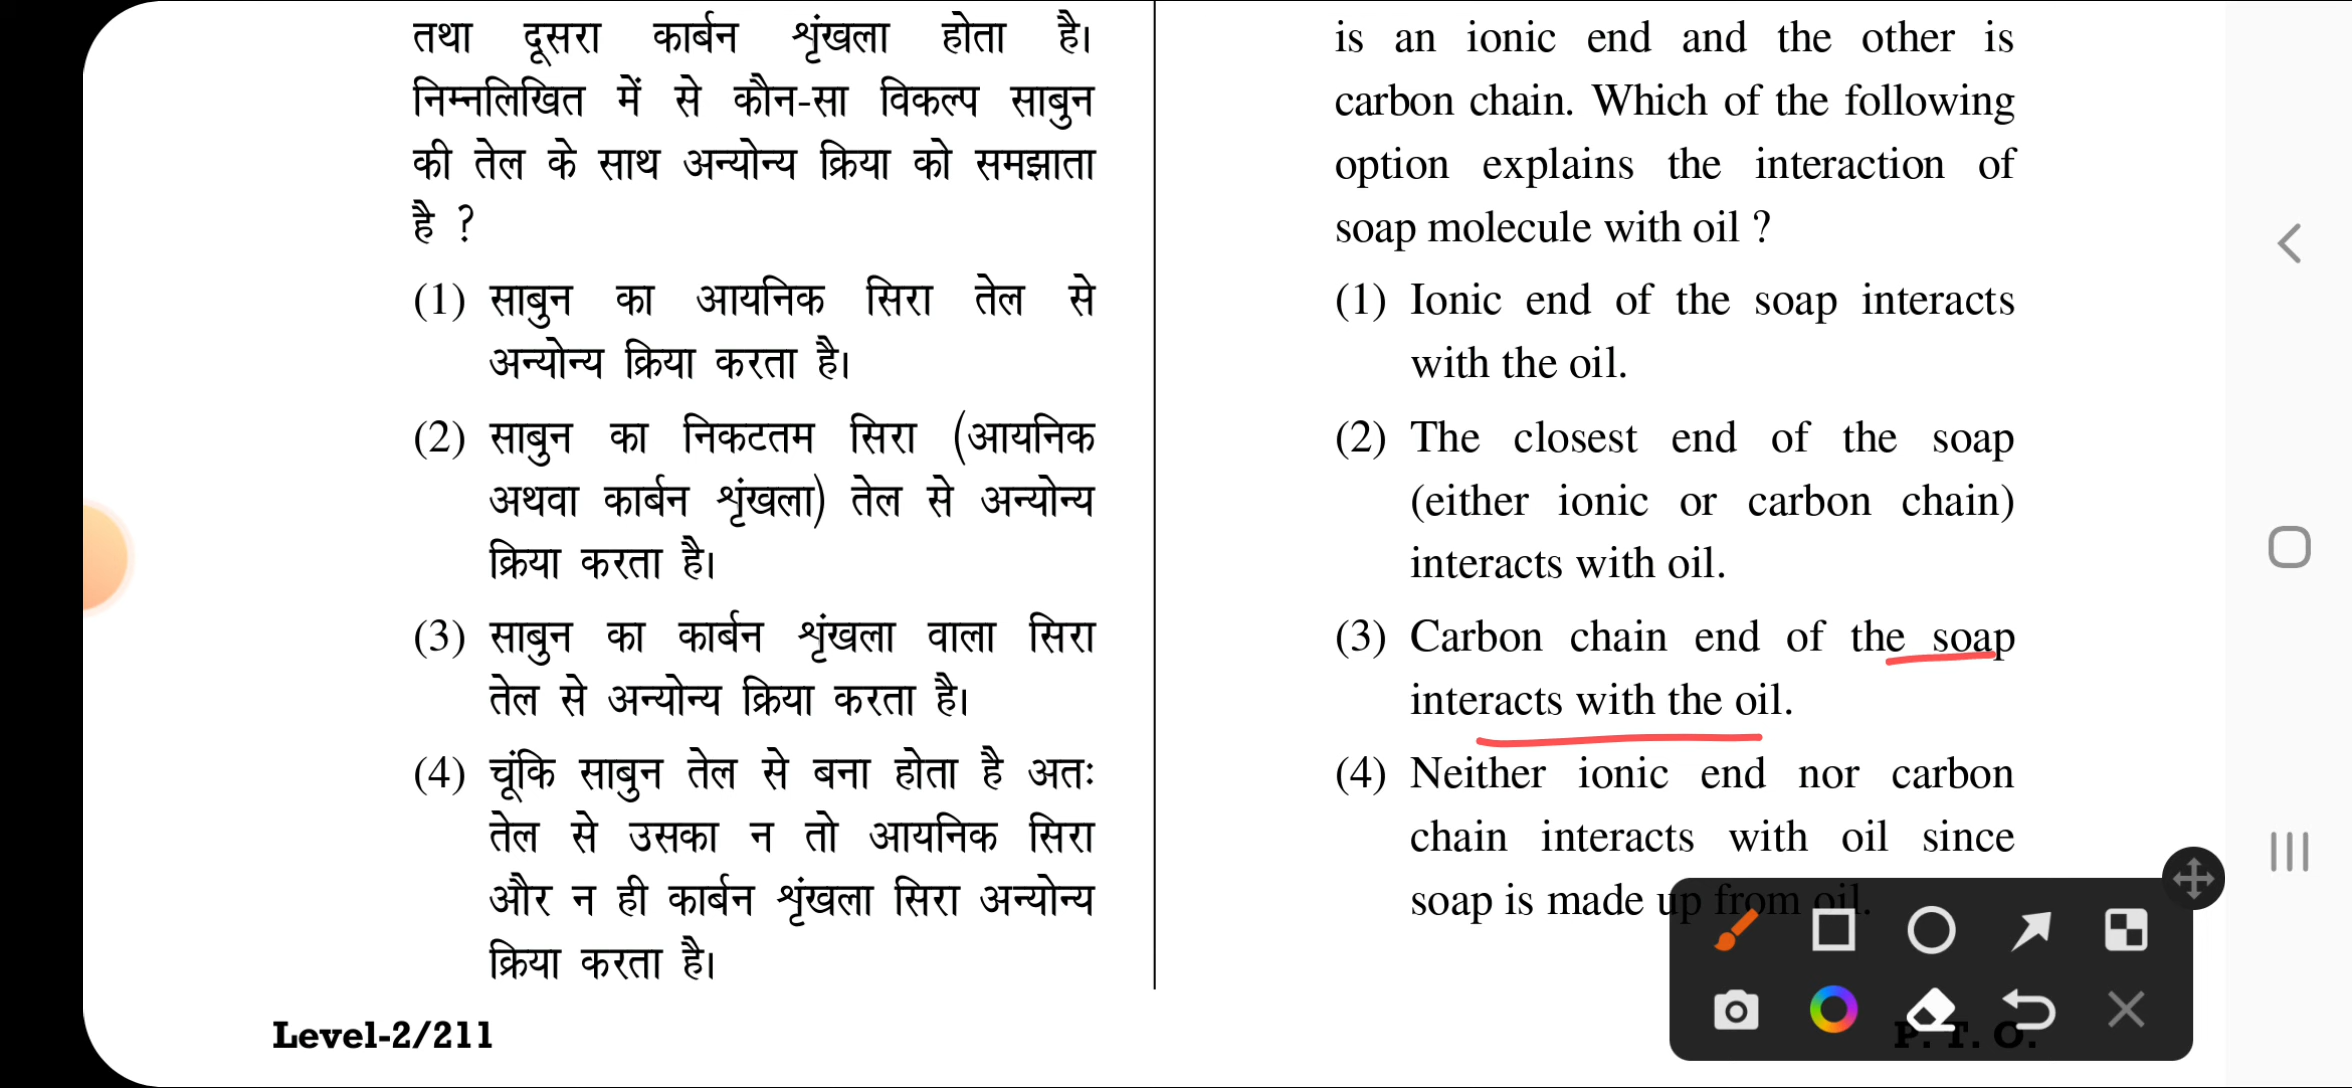 तथा दूसरा कार्बन शृंखला होता है।
निम्नलिखित में से कौन-सा विकल्प साबुन
की तेल के साथ अन्योन्य क्रिया को समझाता
है ?
(1) साबुन का आयनिक सिरा तेल से
अन्योन्य क्रिया करता है।
(2) साबुन का निकटतम सिरा (आयनिक
अथवा कार्बन शृंखला) तेल से अन्योन्य
क्रिया करता है।
(3) साबुन का कार्बन शृंखला वाला सिरा
तेल से अन्योन्य क्रिया करता है।
(4) चूंकि साबुन तेल से बना होता है अतः
तेल से उसका न तो आयनिक सिरा
और न ही कार्बन शृंखला सिरा अन्योन्य
क्रिया करता है।
is an ionic end and the other is
carbon chain. Which of the following
option explains the interaction of
soap molecule with oil ?
(1) Ionic end of the soap interacts
with the oil.
(2) The closest end of the soap
(either ionic or carbon chain)
interacts with oil.
(3) Carbon chain end of the soap
interacts with the oil.
(4) Neither ionic end nor carbon
chain interacts with oil since
soap is made up from oil.
Level-2/211
P. T. O.